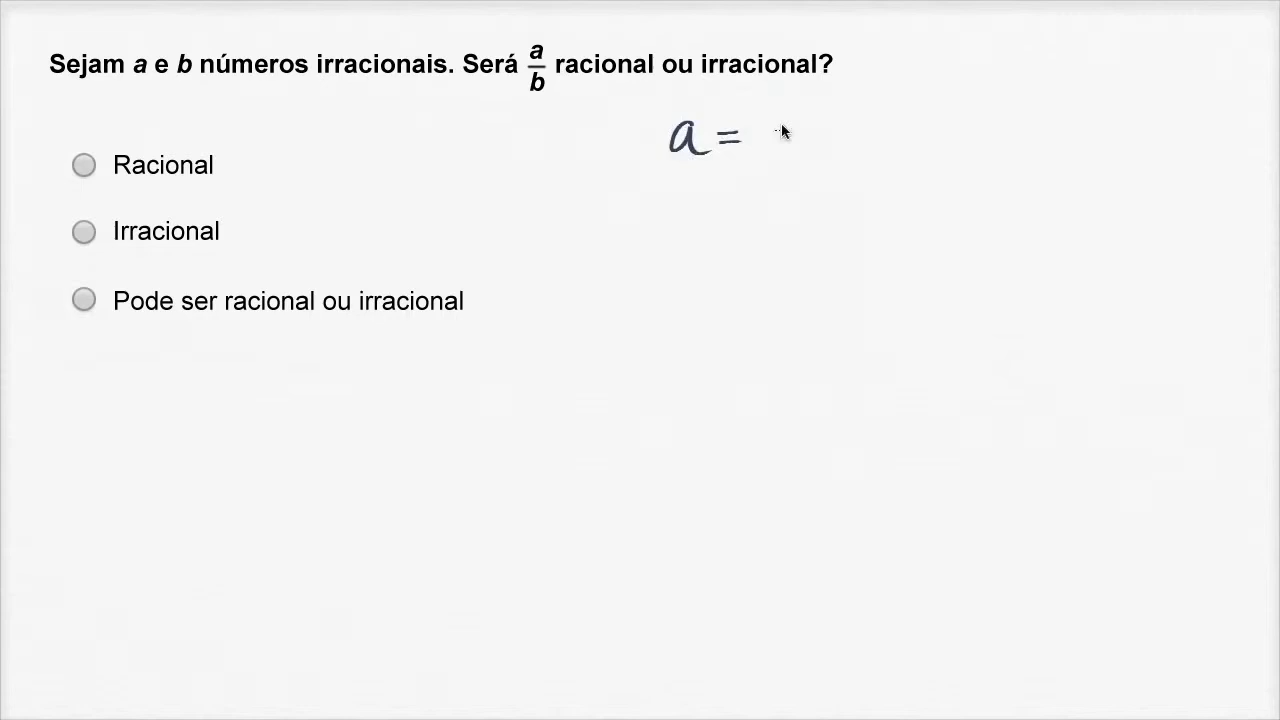 Sejam a e b números irracionais. Será a/b racional ou irracional?
a =
Racional
Irracional
Pode ser racional ou irracional